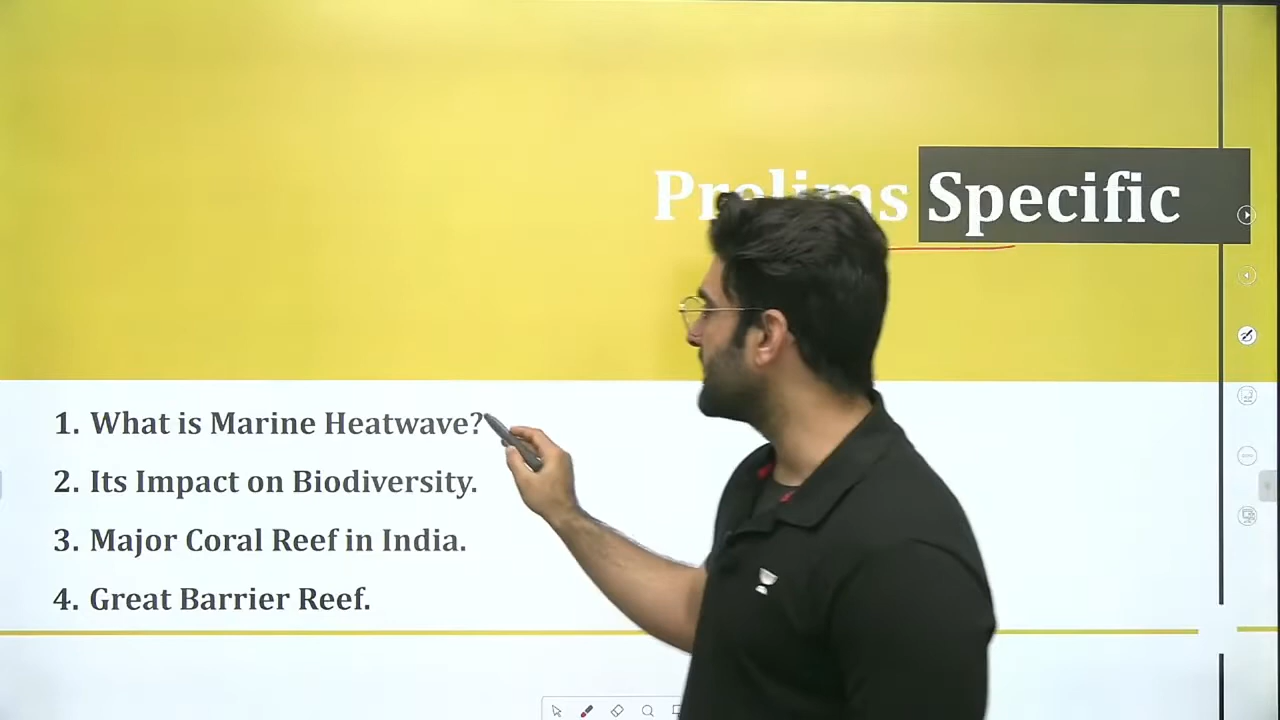 Prelims Specific
1. What is Marine Heatwave?
2. Its Impact on Biodiversity.
3. Major Coral Reef in India.
4. Great Barrier Reef.